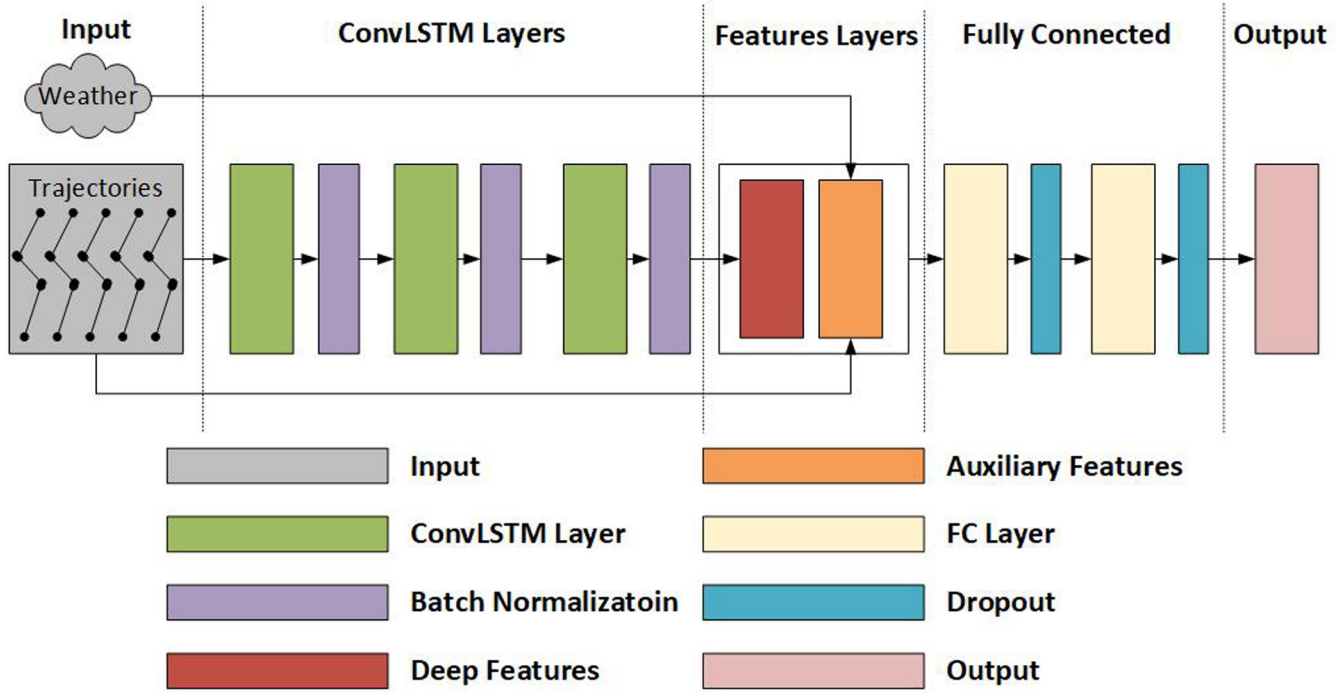 Input
ConvLSTM Layers
Features Layers
Fully Connected
Output
Weather
Trajectories
Input
Auxiliary Features
ConvLSTM Layer
FC Layer
Batch Normalizatoin
Dropout
Deep Features
Output